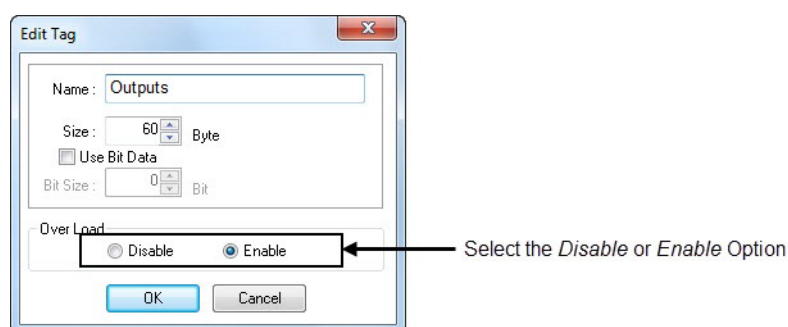 Edit Tag
Name : Outputs
Size : 60 Byte
Use Bit Data
Bit Size : 0 Bit
Over Load
Disable Enable
Select the Disable or Enable Option
OK Cancel